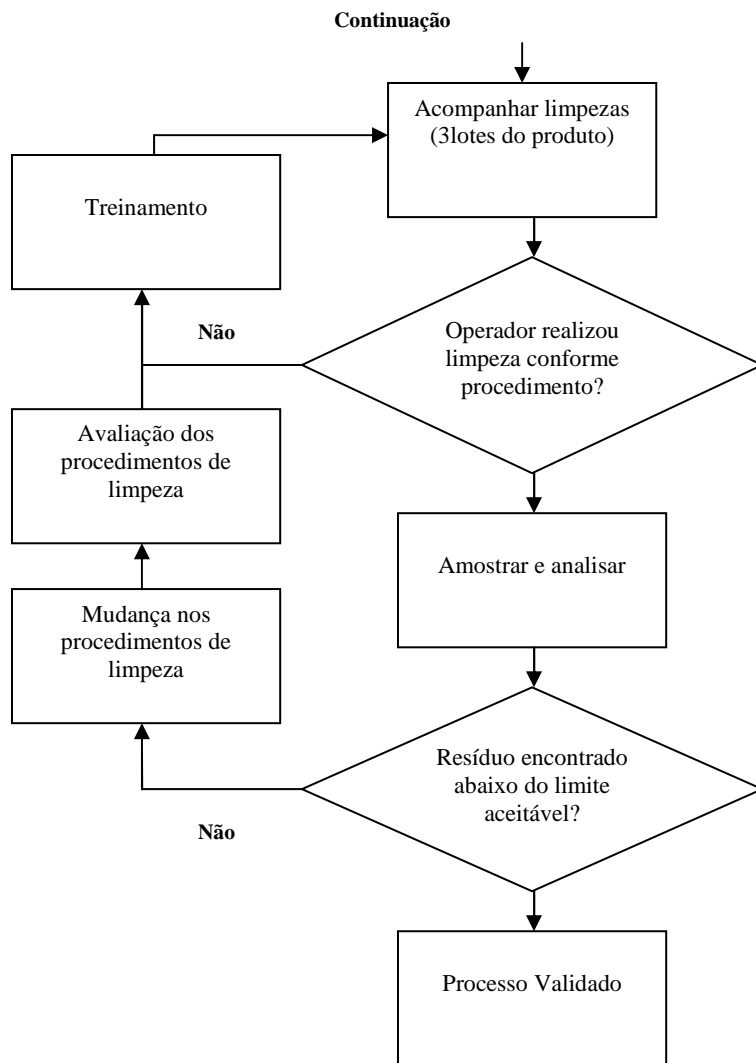 Continuação
Acompanhar limpezas
(3lotes do produto)
Treinamento
Não
Operador realizou
limpeza conforme
procedimento?
Avaliação dos
procedimentos de
limpeza
Amostrar e analisar
Mudança nos
procedimentos de
limpeza
Resíduo encontrado
abaixo do limite
aceitável?
Não
Processo Validado